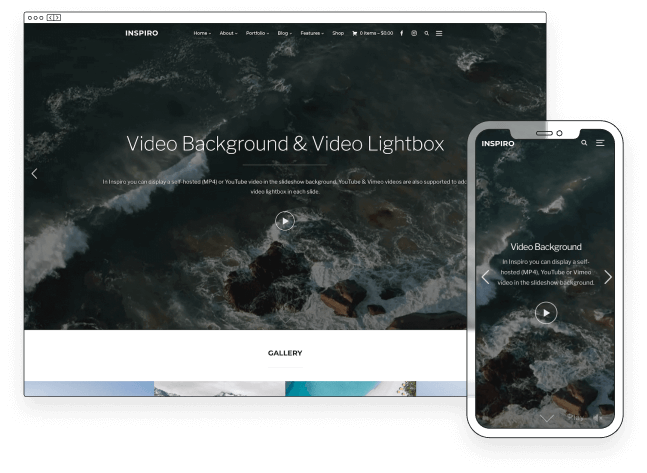 INSPIRO
Home About Portfolio Blog Features Shop 0 items – $0.00
Video Background & Video Lightbox
In Inspiro you can display a self-hosted (MP4) or YouTube video in the slideshow background. YouTube & Vimeo videos are also supported to add
video lightbox in each slide.
GALLERY
INSPIRO
Video Background
In Inspiro you can display a self-
hosted (MP4), YouTube or Vimeo
video in the slideshow background.
Play